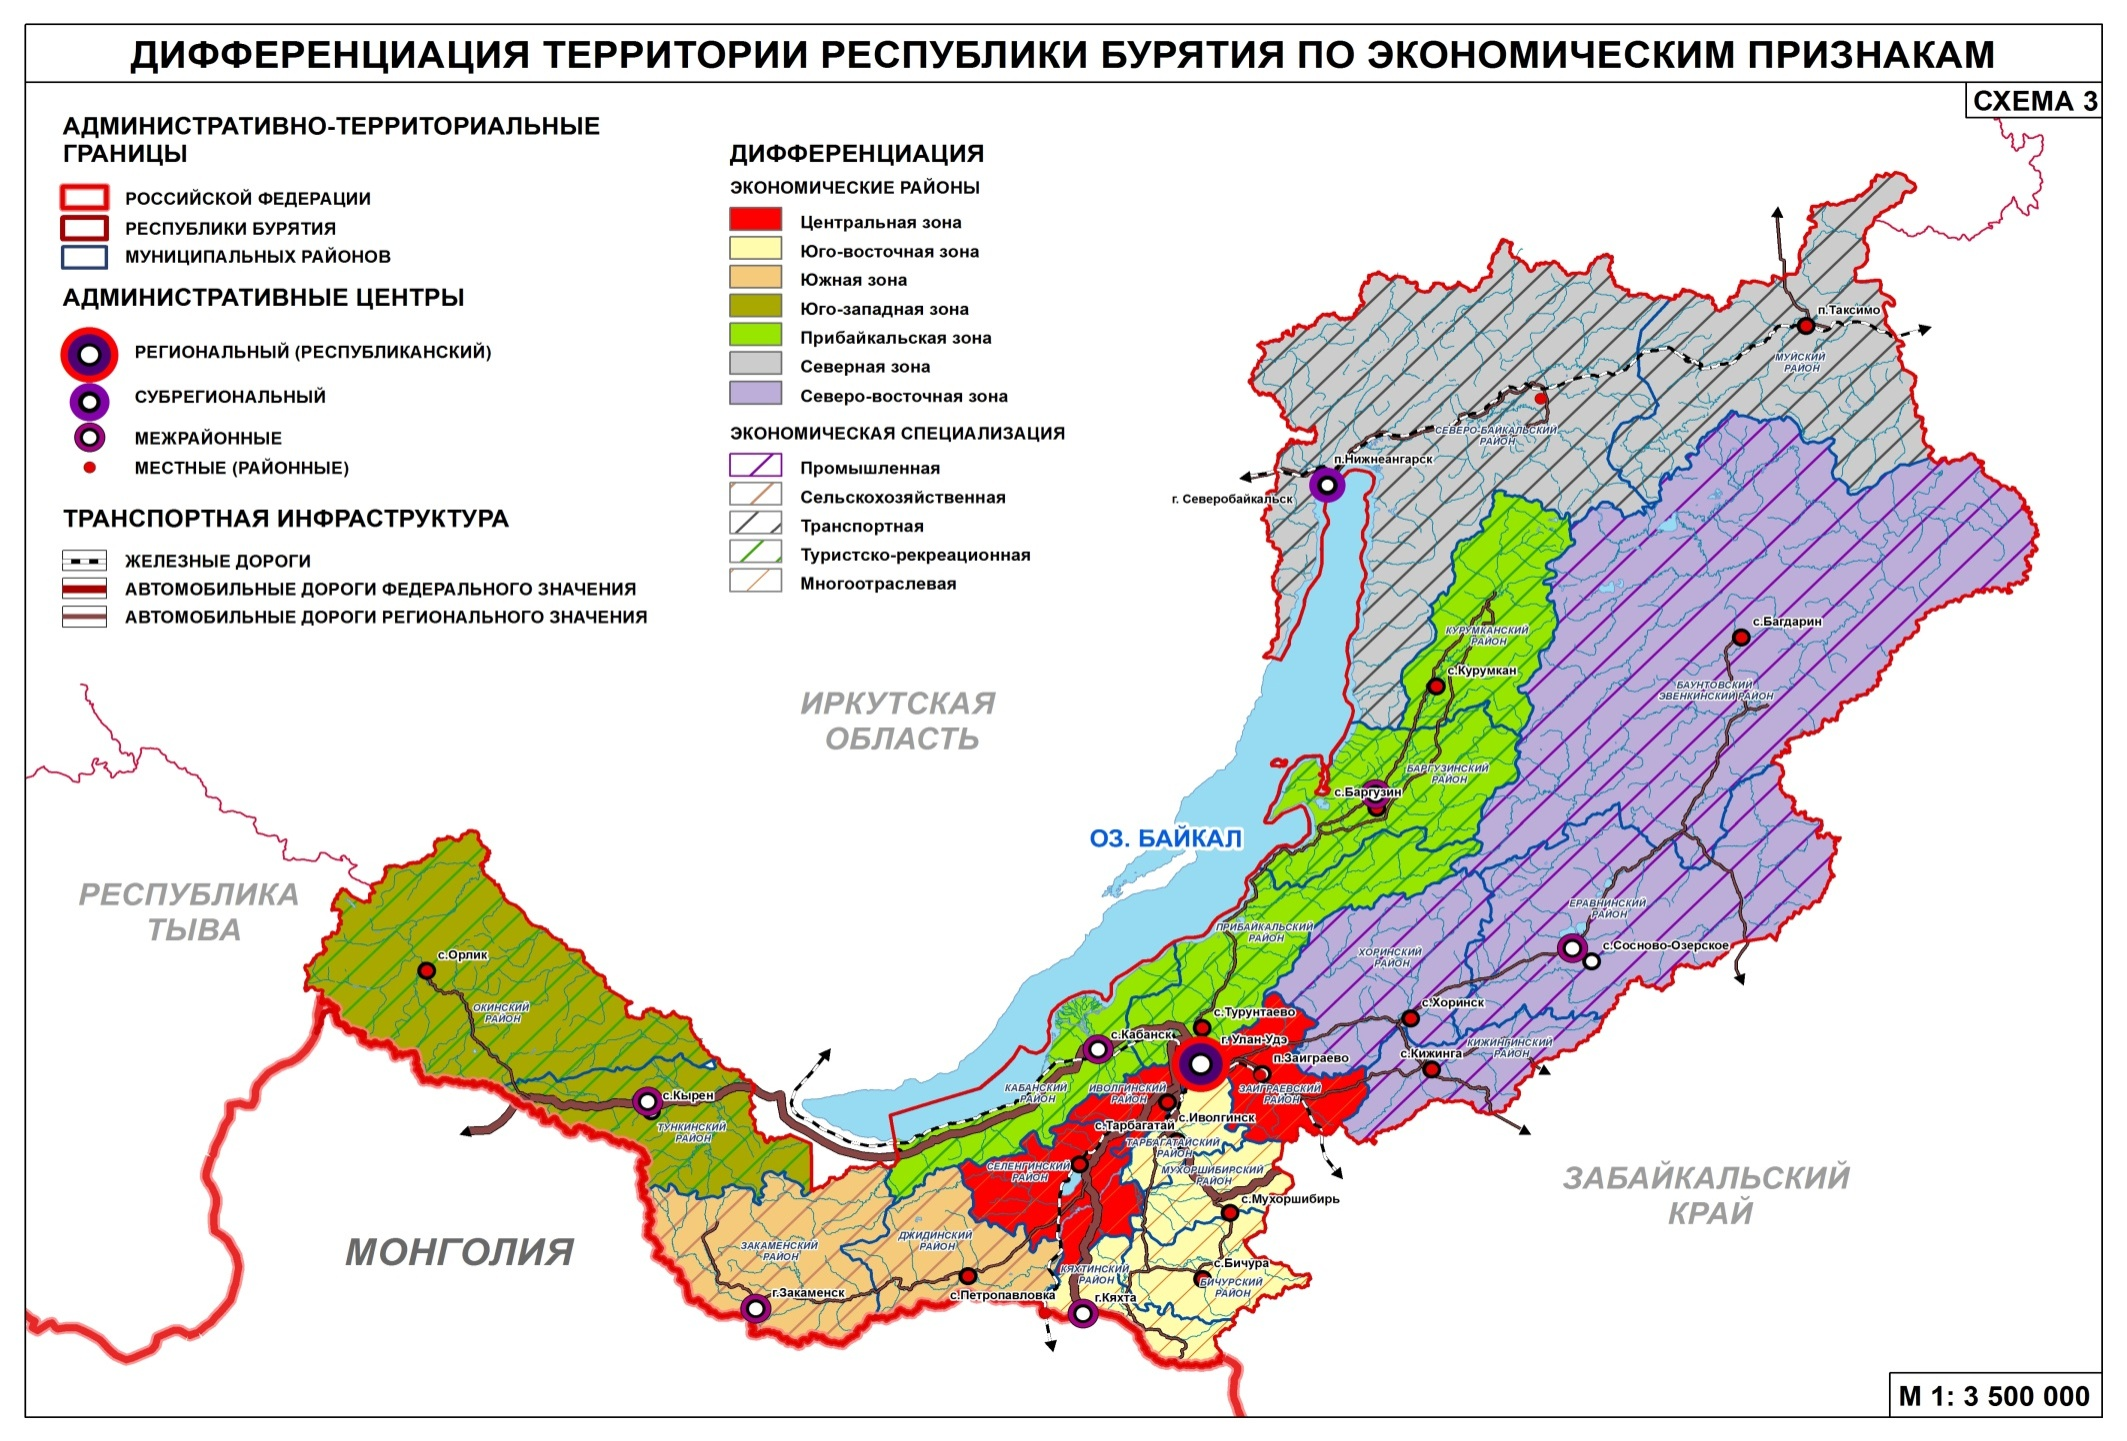 ДИФФЕРЕНЦИАЦИЯ ТЕРРИТОРИИ РЕСПУБЛИКИ БУРЯТИЯ ПО ЭКОНОМИЧЕСКИМ ПРИЗНАКАМ
СХЕМА 3
АДМИНИСТРАТИВНО-ТЕРРИТОРИАЛЬНЫЕ
ГРАНИЦЫ
РОССИЙСКОЙ ФЕДЕРАЦИИ
РЕСПУБЛИКИ БУРЯТИЯ
МУНИЦИПАЛЬНЫХ РАЙОНОВ
АДМИНИСТРАТИВНЫЕ ЦЕНТРЫ
РЕГИОНАЛЬНЫЙ (РЕСПУБЛИКАНСКИЙ)
СУБРЕГИОНАЛЬНЫЙ
МЕЖРАЙОННЫЕ
МЕСТНЫЕ (РАЙОННЫЕ)
ТРАНСПОРТНАЯ ИНФРАСТРУКТУРА
ЖЕЛЕЗНЫЕ ДОРОГИ
АВТОМОБИЛЬНЫЕ ДОРОГИ ФЕДЕРАЛЬНОГО ЗНАЧЕНИЯ
АВТОМОБИЛЬНЫЕ ДОРОГИ РЕГИОНАЛЬНОГО ЗНАЧЕНИЯ
ДИФФЕРЕНЦИАЦИЯ
ЭКОНОМИЧЕСКИЕ РАЙОНЫ
Центральная зона
Юго-восточная зона
Южная зона
Юго-западная зона
Прибайкальская зона
Северная зона
Северо-восточная зона
ЭКОНОМИЧЕСКАЯ СПЕЦИАЛИЗАЦИЯ
Промышленная
Сельскохозяйственная
Транспортная
Туристско-рекреационная
Многоотраслевая
п.Таксимо
МУЙСКИЙ
РАЙОН
СЕВЕРО-БАЙКАЛЬСКИЙ
РАЙОН
п.Нижнеангарск
г. Северобайкальск
с.Багдарин
КУРУМКАНСКИЙ
РАЙОН
с.Курумкан
БАУНТОВСКИЙ
ЭВЕНКИНСКИЙ РАЙОН
ИРКУТСКАЯ
ОБЛАСТЬ
БАРГУЗИНСКИЙ
РАЙОН
с.Баргузин
ОЗ. БАЙКАЛ
РЕСПУБЛИКА
ТЫВА
ЕРАВНИНСКИЙ
РАЙОН
ПРИБАЙКАЛЬСКИЙ
РАЙОН
с.Сосново-Озерское
ХОРИНСКИЙ
РАЙОН
с.Орлик
ОКИНСКИЙ
РАЙОН
с.Хоринск
с.Турунтаево
с.Кабанск
г. Улан-Удэ
КИЖИНГИНСКИЙ
РАЙОН
с.Кижинга
п.Заиграево
КАБАНСКИЙ
РАЙОН
ИВОЛГИНСКИЙ
РАЙОН
ЗАИГРАЕВСКИЙ
РАЙОН
с.Кырен
ТУНКИНСКИЙ
РАЙОН
с.Иволгинск
с.Тарбагатай
ТАРБАГАТАЙСКИЙ
РАЙОН
СЕЛЕНГИНСКИЙ
РАЙОН
МУХОРШИБИРСКИЙ
РАЙОН
ЗАБАЙКАЛЬСКИЙ
КРАЙ
с.Мухоршибирь
МОНГОЛИЯ
ЗАКАМЕНСКИЙ
РАЙОН
ДЖИДИНСКИЙ
РАЙОН
с.Бичура
КЯХТИНСКИЙ
РАЙОН
БИЧУРСКИЙ
РАЙОН
г.Закаменск
с.Петропавловка
г.Кяхта
М 1: 3 500 000